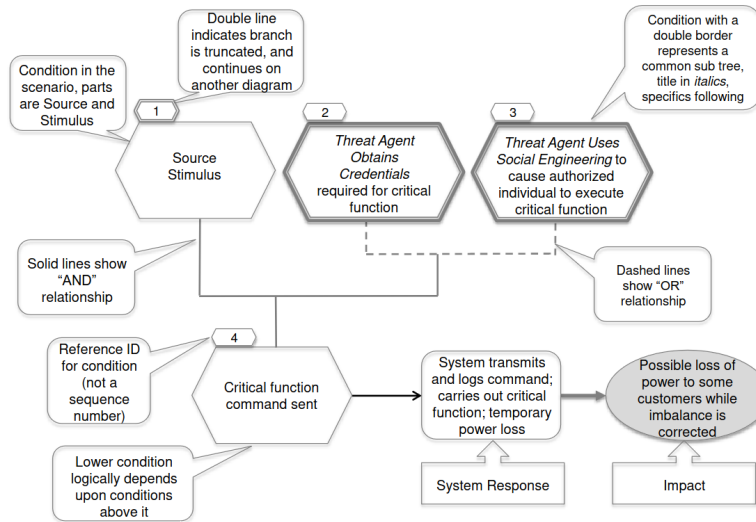 Double line
indicates branch
is truncated, and
continues on
another diagram
Condition with a
double border
represents a
common sub tree,
title in italics,
specifics following
Condition in the
scenario, parts
are Source and
Stimulus
1
Source
Stimulus
2
Threat Agent
Obtains
Credentials
required for critical
function
3
Threat Agent Uses
Social Engineering to
cause authorized
individual to execute
critical function
Solid lines show
“AND”
relationship
Dashed lines
show “OR”
relationship
Reference ID
for condition
(not a
sequence
number)
4
Critical function
command sent
System transmits
and logs command;
carries out critical
function; temporary
power loss
Possible loss of
power to some
customers while
imbalance is
corrected
Lower condition
logically depends
upon conditions
above it
System Response
Impact